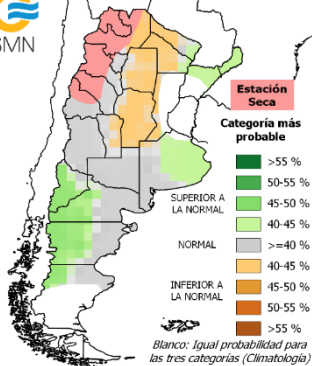 SMN
Estación
Seca
Categoría más
probable
>55 %
50-55 %
45-50 %
SUPERIOR A
LA NORMAL
40-45 %
NORMAL
>=40 %
40-45 %
INFERIOR A
LA NORMAL
45-50 %
50-55 %
>55 %
Blanco: Igual probabilidad para
las tres categorías (Climatología)